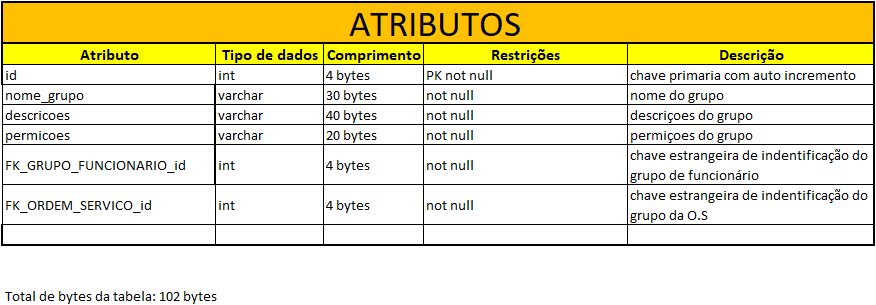 ATRIBUTOS
Atributo Tipo de dados Comprimento Restrições Descrição
id int 4 bytes PK not null chave primaria com auto incremento
nome_grupo varchar 30 bytes not null nome do grupo
descricoes varchar 40 bytes not null descriçoes do grupo
permicoes varchar 20 bytes not null permiçoes do grupo
FK_GRUPO_FUNCIONARIO_id int 4 bytes not null chave estrangeira de indentificação do
grupo de funcionário
FK_ORDEM_SERVICO_id int 4 bytes not null chave estrangeira de indentificação do
grupo da O.S
Total de bytes da tabela: 102 bytes